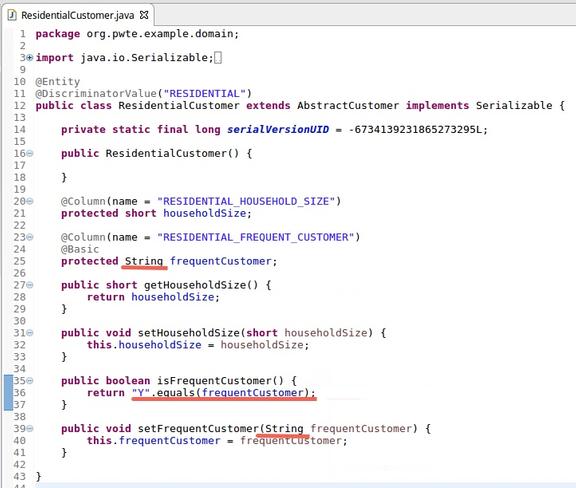 ResidentialCustomer.java
1 package org.pwte.example.domain;
2
3 import java.io.Serializable;
9
10 @Entity
11 @DiscriminatorValue("RESIDENTIAL")
12 public class ResidentialCustomer extends AbstractCustomer implements Serializable {
13
14 private static final long serialVersionUID = -6734139231865273295L;
15
16 public ResidentialCustomer() {
17
18 }
19
20 @Column(name = "RESIDENTIAL_HOUSEHOLD_SIZE")
21 protected short householdSize;
22
23 @Column(name = "RESIDENTIAL_FREQUENT_CUSTOMER")
24 @Basic
25 protected String frequentCustomer;
26
27 public short getHouseholdSize() {
28 return householdSize;
29 }
30
31 public void setHouseholdSize(short householdSize) {
32 this.householdSize = householdSize;
33 }
34
35 public boolean isFrequentCustomer() {
36 return "Y".equals(frequentCustomer);
37 }
38
39 public void setFrequentCustomer(String frequentCustomer) {
40 this.frequentCustomer = frequentCustomer;
41 }
42
43 }
44